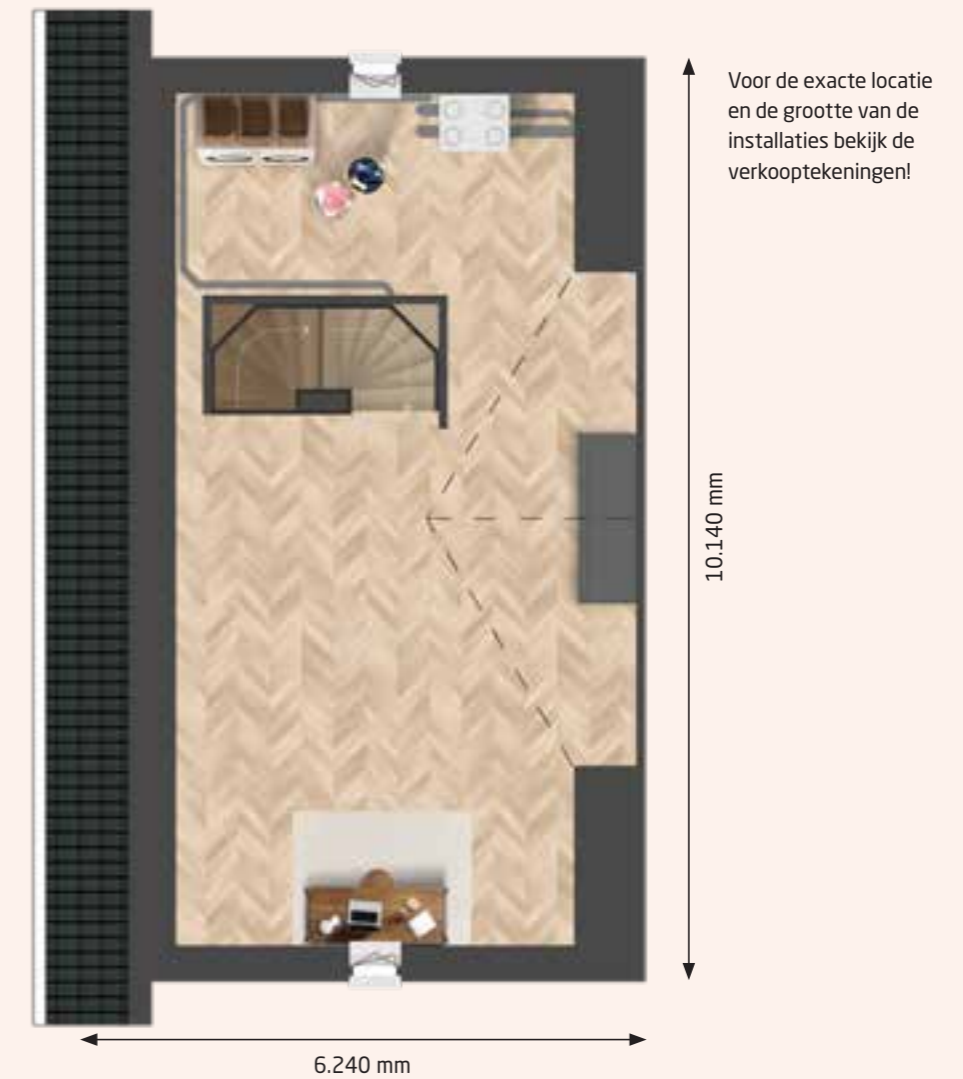 Voor de exacte locatie
en de grootte van de
installaties bekijk de
verkooptekeningen!
10.140 mm
6.240 mm